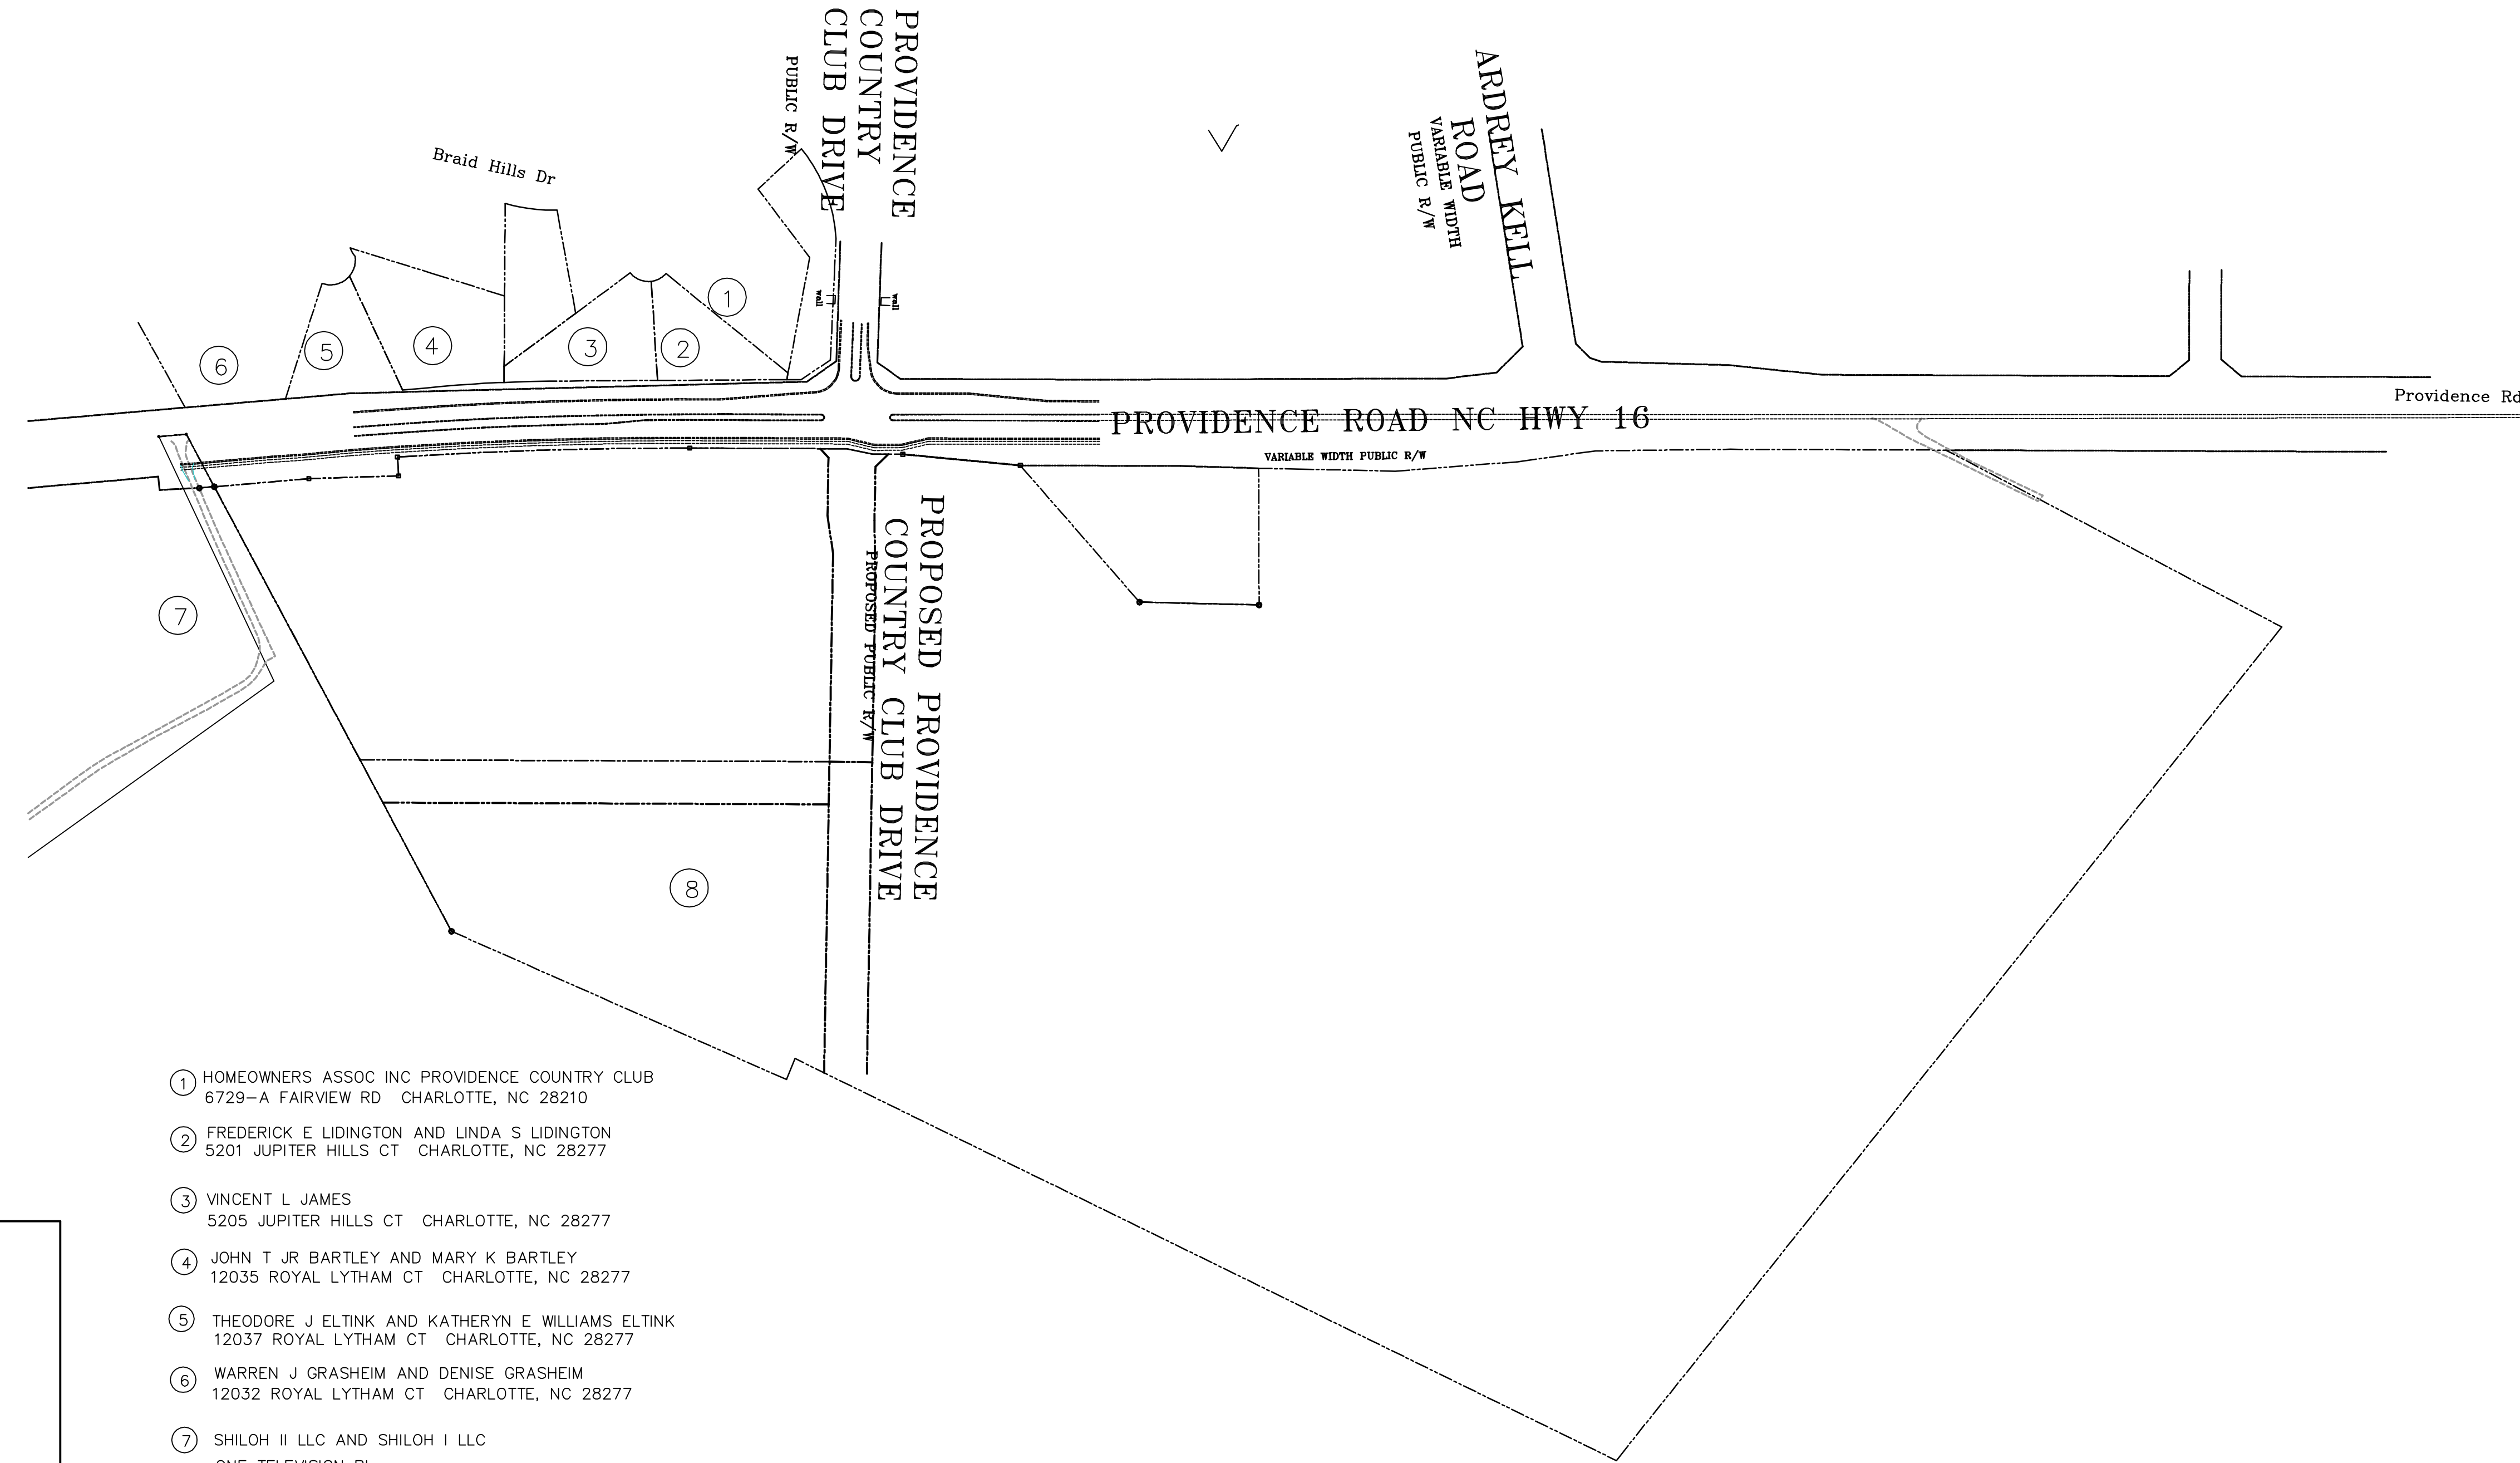 PROVIDENCE
COUNTRY
CLUB DRIVE
PUBLIC R/W
ARDREY KELL
ROAD
VARIABLE WIDTH
PUBLIC R/W
Braid Hills Dr
wall
wall
1
2
3
4
5
6
Providence Rd
PROVIDENCE ROAD NC HWY 16
VARIABLE WIDTH PUBLIC R/W
PROPOSED PROVIDENCE
COUNTRY CLUB DRIVE
PROPOSED PUBLIC R/W
7
8
1 HOMEOWNERS ASSOC INC PROVIDENCE COUNTRY CLUB
6729-A FAIRVIEW RD CHARLOTTE, NC 28210
2 FREDERICK E LIDINGTON AND LINDA S LIDINGTON
5201 JUPITER HILLS CT CHARLOTTE, NC 28277
3 VINCENT L JAMES
5205 JUPITER HILLS CT CHARLOTTE, NC 28277
4 JOHN T JR BARTLEY AND MARY K BARTLEY
12035 ROYAL LYTHAM CT CHARLOTTE, NC 28277
5 THEODORE J ELTINK AND KATHERYN E WILLIAMS ELTINK
12037 ROYAL LYTHAM CT CHARLOTTE, NC 28277
6 WARREN J GRASHEIM AND DENISE GRASHEIM
12032 ROYAL LYTHAM CT CHARLOTTE, NC 28277
7 SHILOH II LLC AND SHILOH I LLC
ONE TELEVISION PL